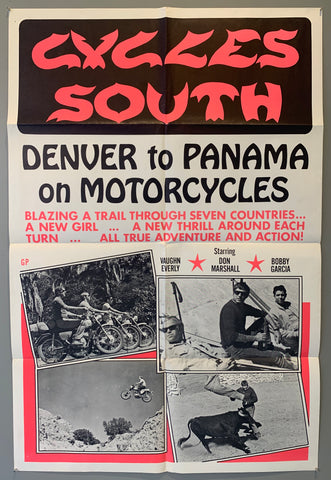 CYCLES
SOUTH
DENVER to PANAMA
on MOTORCYCLES
BLAZING A TRAIL THROUGH SEVEN COUNTRIES...
A NEW GIRL ... A NEW THRILL AROUND EACH
TURN ... ALL TRUE ADVENTURE AND ACTION!
GP
Starring
VAUGHN EVERLY ★ DON MARSHALL ★ BOBBY GARCIA